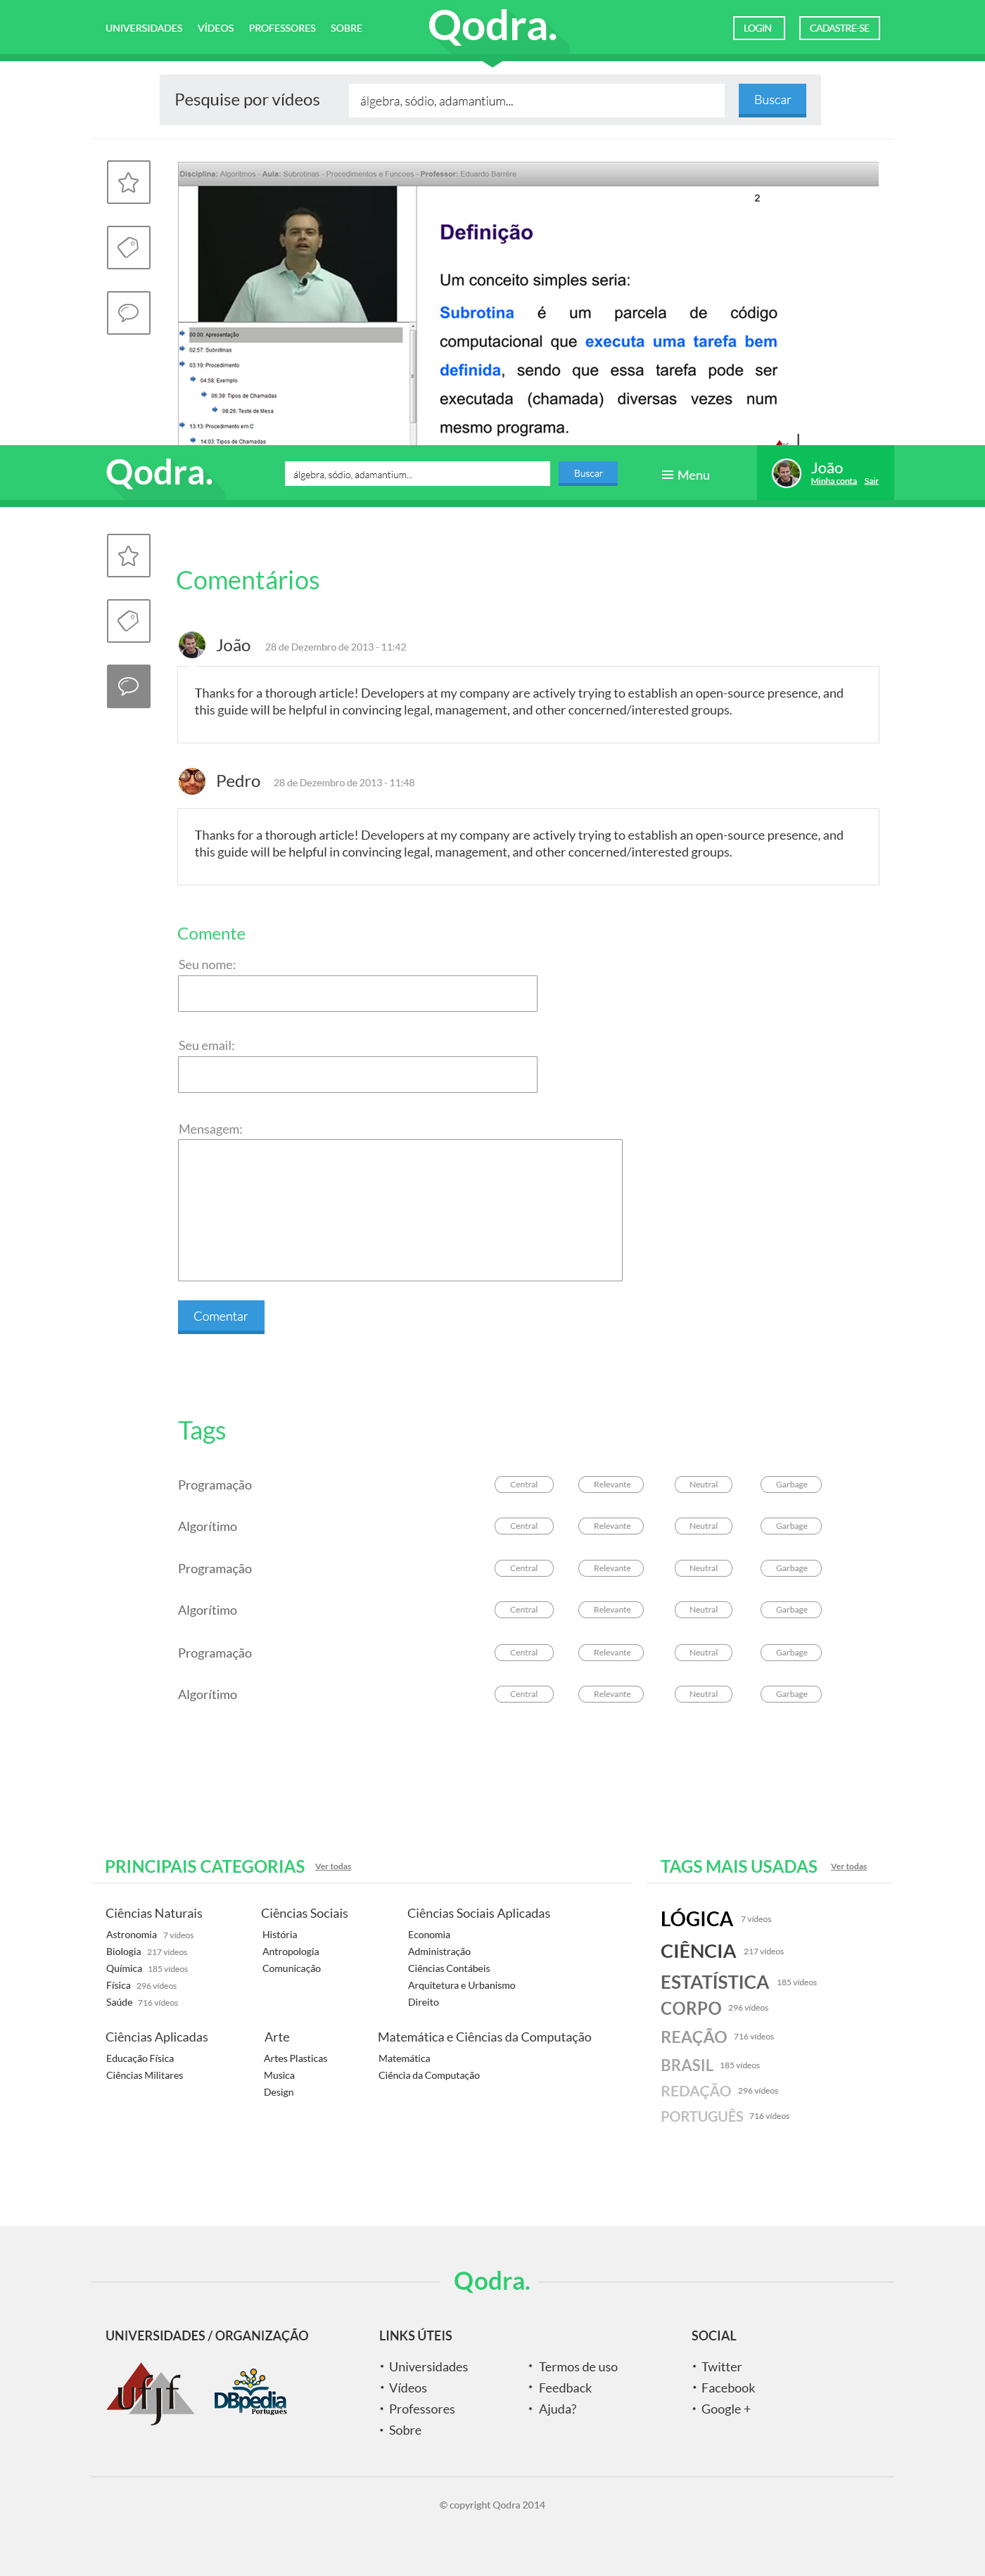 UNIVERSIDADES VÍDEOS PROFESSORES SOBRE
Qodra.
LOGIN CADASTRE-SE
Pesquise por vídeos álgebra, sódio, adamantium... Buscar
Disciplina: Algoritmos - Aula: Subrotinas - Procedimentos e Funcoes - Professor: Eduardo Barrére
2
Definição
Um conceito simples seria:
Subrotina é um parcela de código
computacional que executa uma tarefa bem
definida, sendo que essa tarefa pode ser
executada (chamada) diversas vezes num
mesmo programa.
00:00: Apresentação
02:57: Subrotinas
03:19: Procedimento
04:58: Exemplo
06:39: Tipos de Chamadas
08:26: Teste de Mesa
13:13: Procedimento em C
14:03: Tipos de Chamadas
Qodra.
álgebra, sódio, adamantium... Buscar
Menu
João
Minha conta Sair
Comentários
João 28 de Dezembro de 2013 - 11:42
Thanks for a thorough article! Developers at my company are actively trying to establish an open-source presence, and
this guide will be helpful in convincing legal, management, and other concerned/interested groups.
Pedro 28 de Dezembro de 2013 - 11:48
Thanks for a thorough article! Developers at my company are actively trying to establish an open-source presence, and
this guide will be helpful in convincing legal, management, and other concerned/interested groups.
Comente
Seu nome:
Seu email:
Mensagem:
Comentar
Tags
Programação Central Relevante Neutral Garbage
Algorítimo Central Relevante Neutral Garbage
Programação Central Relevante Neutral Garbage
Algorítimo Central Relevante Neutral Garbage
Programação Central Relevante Neutral Garbage
Algorítimo Central Relevante Neutral Garbage
PRINCIPAIS CATEGORIAS Ver todas
Ciências Naturais
Astronomia 7 vídeos
Biologia 217 vídeos
Química 185 vídeos
Física 296 vídeos
Saúde 716 vídeos
Ciências Sociais
História
Antropologia
Comunicação
Ciências Sociais Aplicadas
Economia
Administração
Ciências Contábeis
Arquitetura e Urbanismo
Direito
Ciências Aplicadas
Educação Física
Ciências Militares
Arte
Artes Plasticas
Musica
Design
Matemática e Ciências da Computação
Matemática
Ciência da Computação
TAGS MAIS USADAS Ver todas
LÓGICA 7 vídeos
CIÊNCIA 217 vídeos
ESTATÍSTICA 185 vídeos
CORPO 296 vídeos
REAÇÃO 716 vídeos
BRASIL 185 vídeos
REDAÇÃO 296 vídeos
PORTUGUÊS 716 vídeos
Qodra.
UNIVERSIDADES / ORGANIZAÇÃO
ufjf
DBpedia
Português
LINKS ÚTEIS
• Universidades
• Vídeos
• Professores
• Sobre
• Termos de uso
• Feedback
• Ajuda?
SOCIAL
• Twitter
• Facebook
• Google +
© copyright Qodra 2014